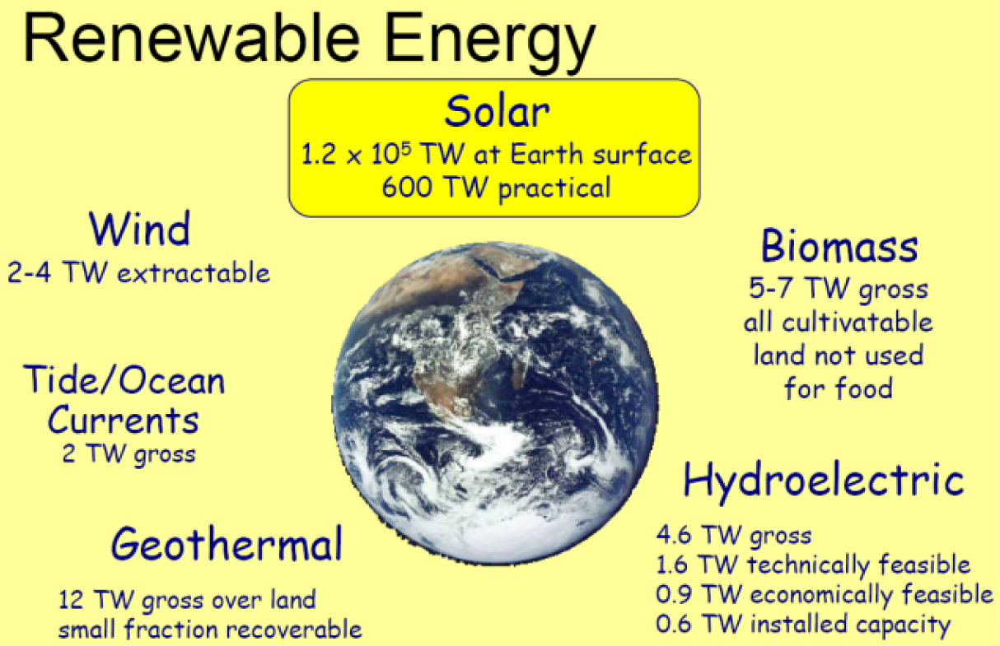 Renewable Energy
Solar
1.2 x 10⁵ TW at Earth surface
600 TW practical
Wind
2-4 TW extractable
Biomass
5-7 TW gross
all cultivatable
land not used
for food
Tide/Ocean
Currents
2 TW gross
Hydroelectric
4.6 TW gross
1.6 TW technically feasible
0.9 TW economically feasible
0.6 TW installed capacity
Geothermal
12 TW gross over land
small fraction recoverable